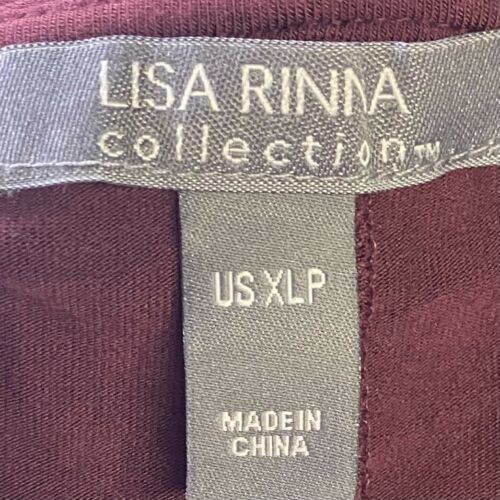 LISA RINNA
collection™
US XLP
MADE IN
CHINA